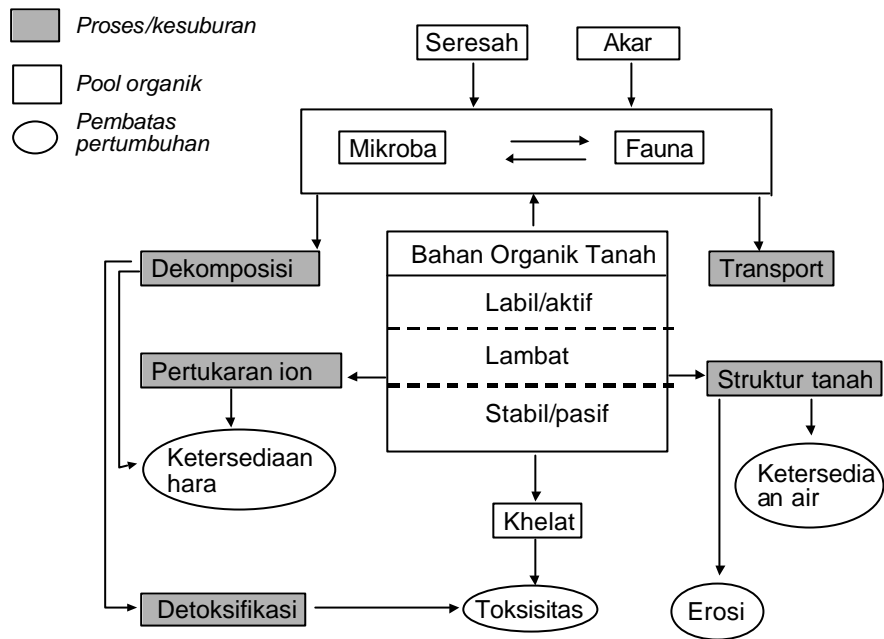 Proses/kesuburan
Pool organik
Pembatas
pertumbuhan
Seresah
Akar
Mikroba
Fauna
Dekomposisi
Bahan Organik Tanah
Transport
Labil/aktif
Lambat
Stabil/pasif
Pertukaran ion
Struktur tanah
Ketersediaan
hara
Ketersedia
an air
Khelat
Detoksifikasi
Toksisitas
Erosi